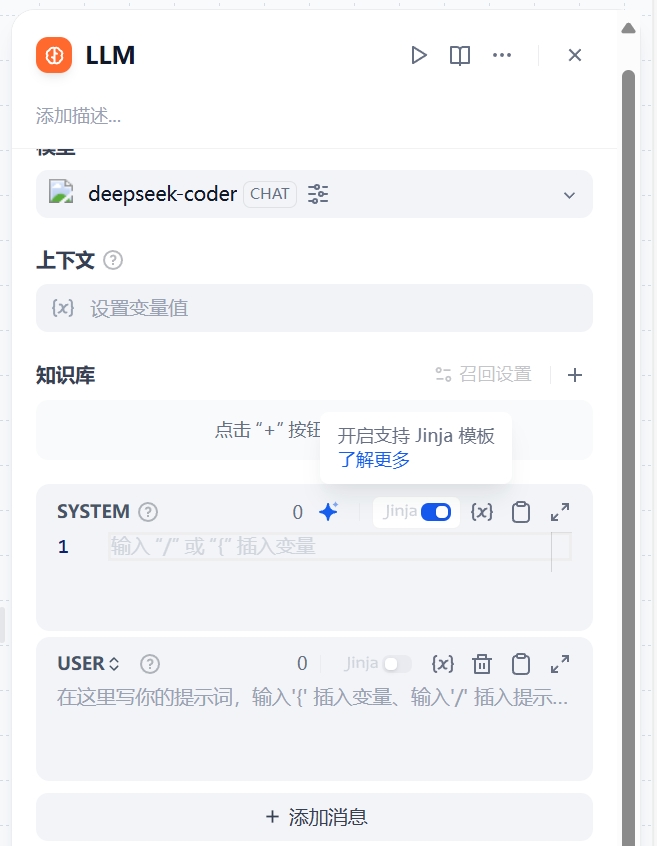 LLM
添加描述...
模型
deepseek-coder CHAT
上下文
{x} 设置变量值
知识库 召回设置
点击 “+” 按钮
开启支持 Jinja 模板
了解更多
SYSTEM 0 Jinja {x}
1 输入 “/” 或 “{” 插入变量
USER 0 Jinja {x}
在这里写你的提示词，输入'{' 插入变量、输入'/' 插入提示...
+ 添加消息